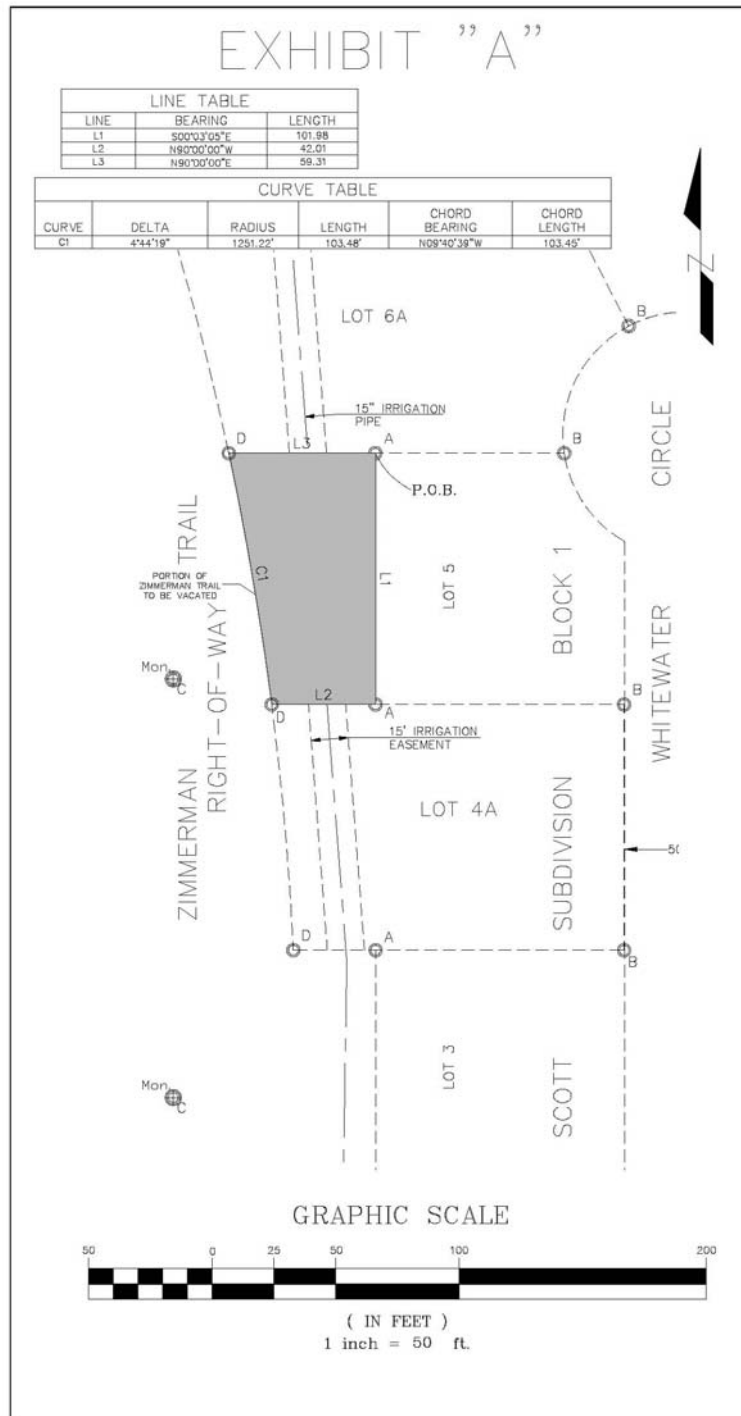 EXHIBIT "A"
LINE TABLE
LINE BEARING LENGTH
L1 S00°03'05"E 101.98
L2 N90°00'00"W 42.01
L3 N90°00'00"E 59.31
CURVE TABLE
CURVE DELTA RADIUS LENGTH CHORD BEARING CHORD LENGTH
C1 4°44'19" 1251.22' 103.48' N09°40'39"W 103.45'
N
LOT 6A
B
15" IRRIGATION
PIPE
D
L3
A
B
P.O.B.
CIRCLE
ZIMMERMAN TRAIL
RIGHT-OF-WAY
PORTION OF
ZIMMERMAN TRAIL
TO BE VACATED
C1
L1
LOT 5
BLOCK 1
WHITEWATER
Mon.
C
L2
D
A
B
15' IRRIGATION
EASEMENT
LOT 4A
SUBDIVISION
50
D
A
B
LOT 3
SCOTT
Mon.
C
GRAPHIC SCALE
50 0 25 50 100 200
( IN FEET )
1 inch = 50 ft.